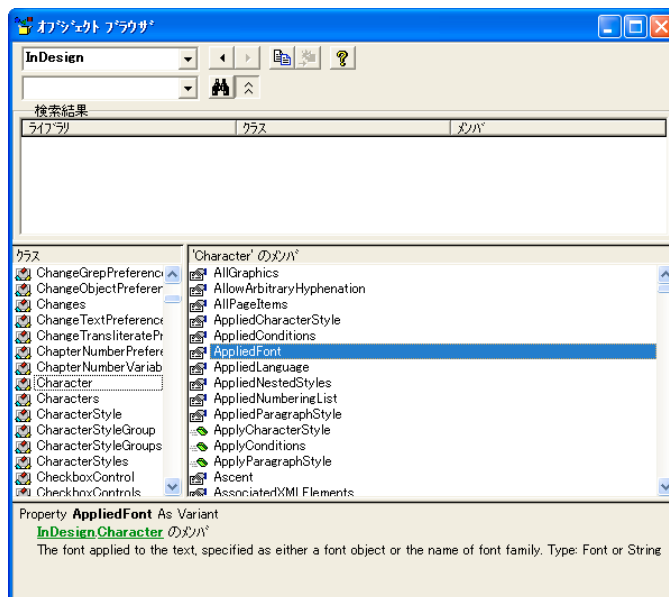 オブジェクト ブラウザ
InDesign
検索結果
ライブラリ クラス メンバ
クラス
ChangeGrepPreferenc
ChangeObjectPreferer
Changes
ChangeTextPreference
ChangeTransliteratePr
ChapterNumberPrefere
ChapterNumberVariab
Character
Characters
CharacterStyle
CharacterStyleGroup
CharacterStyleGroups
CharacterStyles
CheckboxControl
CheckboxControls
'Character' のメンバ
AllGraphics
AllowArbitraryHyphenation
AllPageItems
AppliedCharacterStyle
AppliedConditions
AppliedFont
AppliedLanguage
AppliedNestedStyles
AppliedNumberingList
AppliedParagraphStyle
ApplyCharacterStyle
ApplyConditions
ApplyParagraphStyle
Ascent
AssociatedXMLElements
Property AppliedFont As Variant
InDesign.Character のメンバ
The font applied to the text, specified as either a font object or the name of font family. Type: Font or String